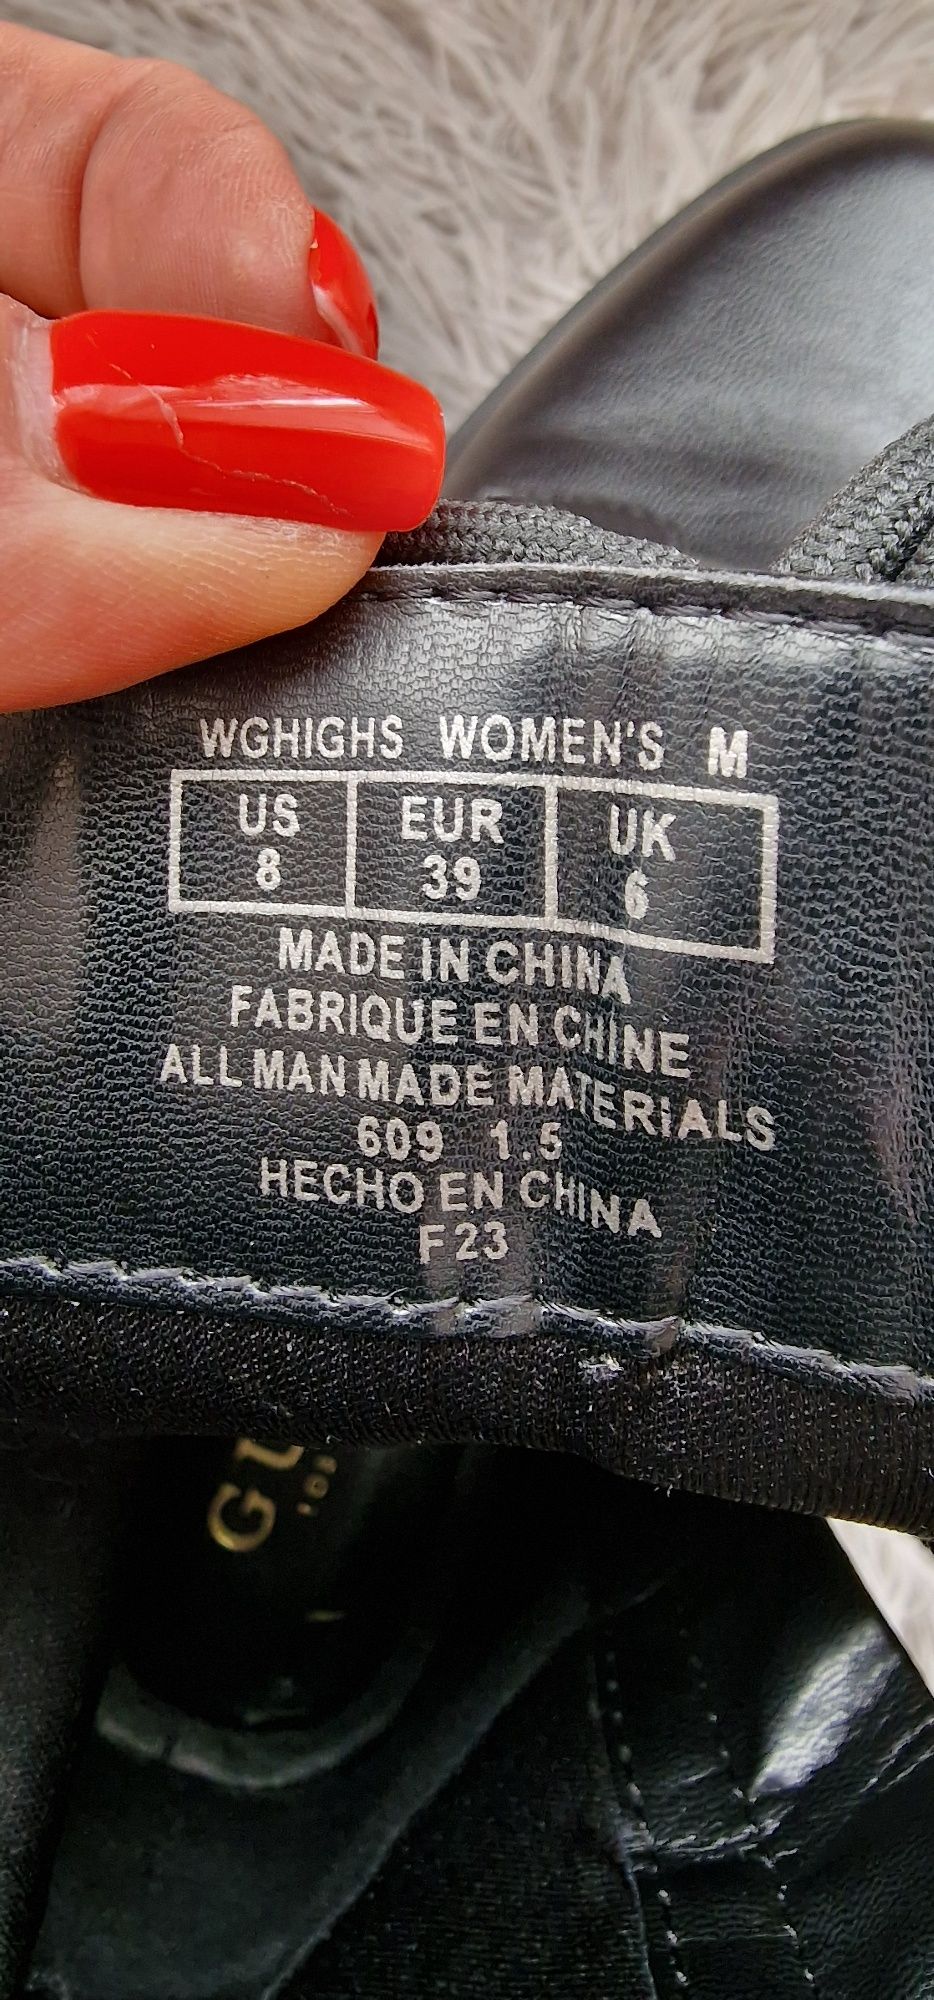 WGHIGHS WOMEN'S M
US EUR UK
8 39 6
MADE IN CHINA
FABRIQUE EN CHINE
ALL MAN MADE MATERIALS
609 1.5
HECHO EN CHINA
F23